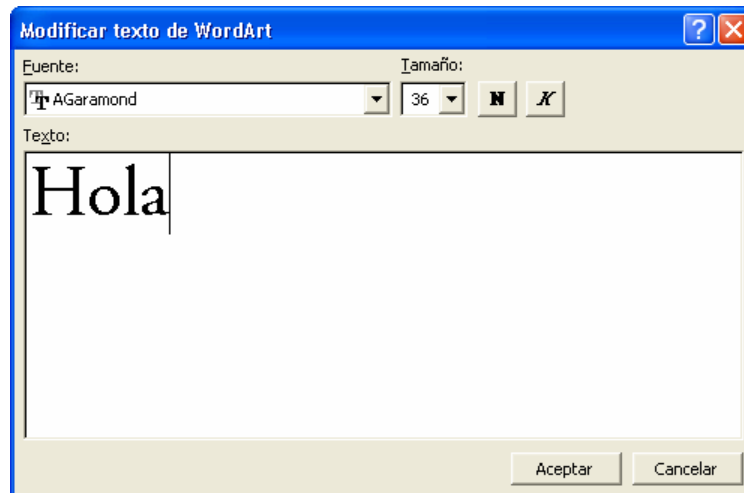 Modificar texto de WordArt
Fuente: Tamaño:
AGaramond 36 N K
Texto:
Hola
Aceptar Cancelar